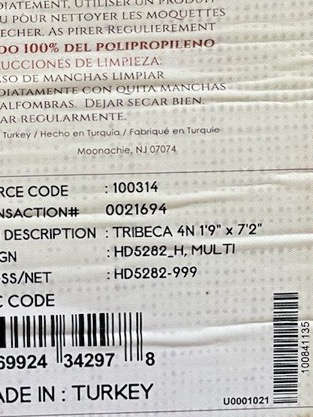 DIATEMENT, UTILISER UN PRODUIT
U POUR NETTOYER LES MOQUETTES
ECHER. AS PIRER REGULIEREMENT
DO 100% DEL POLIPROPILENO
UCCIONES DE LIMPIEZA:
ASO DE MANCHAS LIMPIAR
DIATAMENTE CON QUITA MANCHAS
ALFOMBRAS. DEJAR SECAR BIEN.
AR REGULARMENTE.
Turkey / Hecho en Turquía / Fabriqué en Turquie
Moonachie, NJ 07074
RCE CODE : 100314
NSACTION# 0021694
DESCRIPTION : TRIBECA 4N 1'9" x 7'2"
GN : HD5282_H, MULTI
SS/NET : HD5282-999
C CODE
69924 34297 8
ADE IN : TURKEY
U0001021
100841135